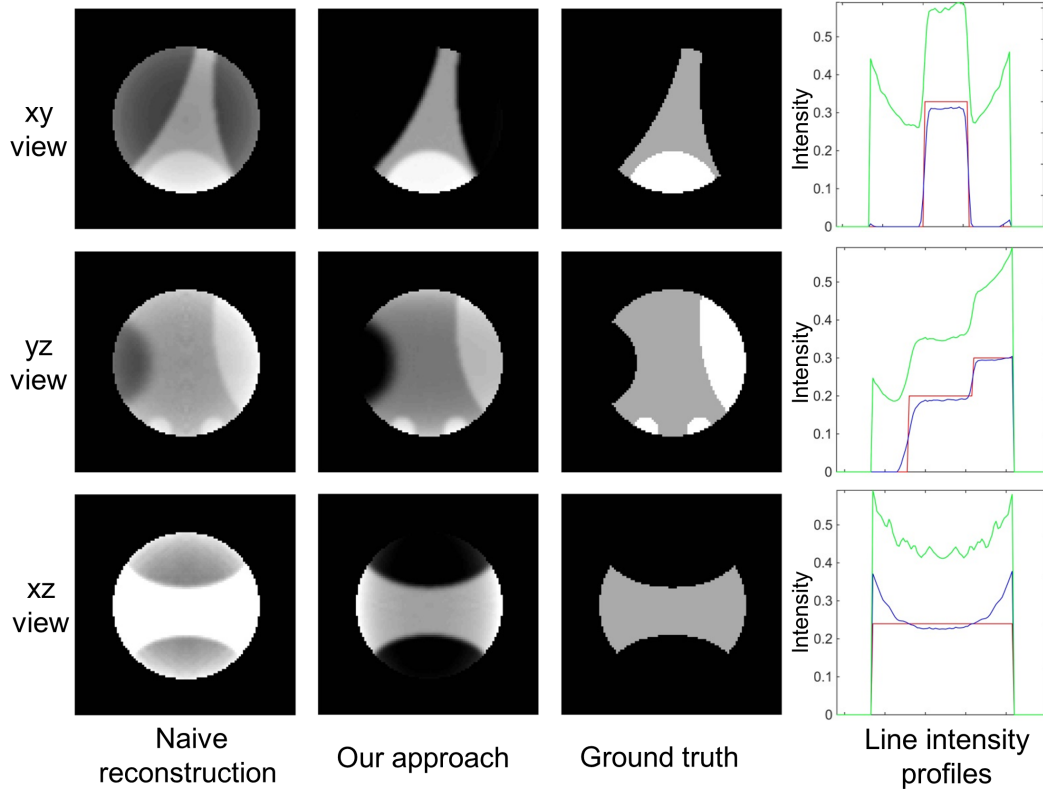 xy
view
Intensity
0.5
0.4
0.3
0.2
0.1
0
yz
view
Intensity
0.5
0.4
0.3
0.2
0.1
0
xz
view
Intensity
0.5
0.4
0.3
0.2
0.1
0
Naive
reconstruction
Our approach
Ground truth
Line intensity
profiles